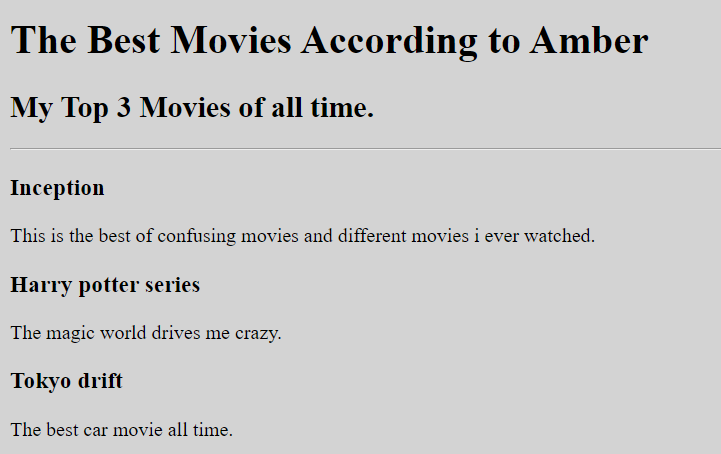 The Best Movies According to Amber
My Top 3 Movies of all time.
Inception
This is the best of confusing movies and different movies i ever watched.
Harry potter series
The magic world drives me crazy.
Tokyo drift
The best car movie all time.